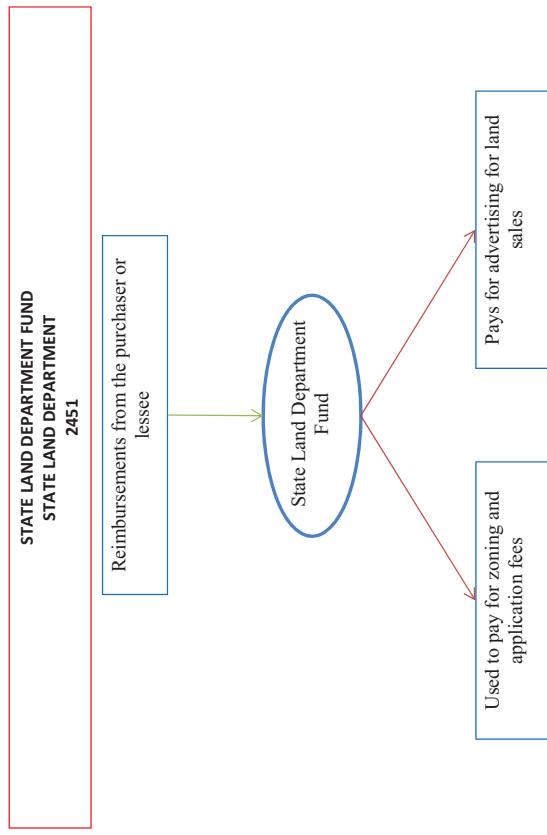 STATE LAND DEPARTMENT FUND
STATE LAND DEPARTMENT
2451
Reimbursements from the purchaser or
lessee
State Land Department
Fund
Used to pay for zoning and
application fees
Pays for advertising for land
sales